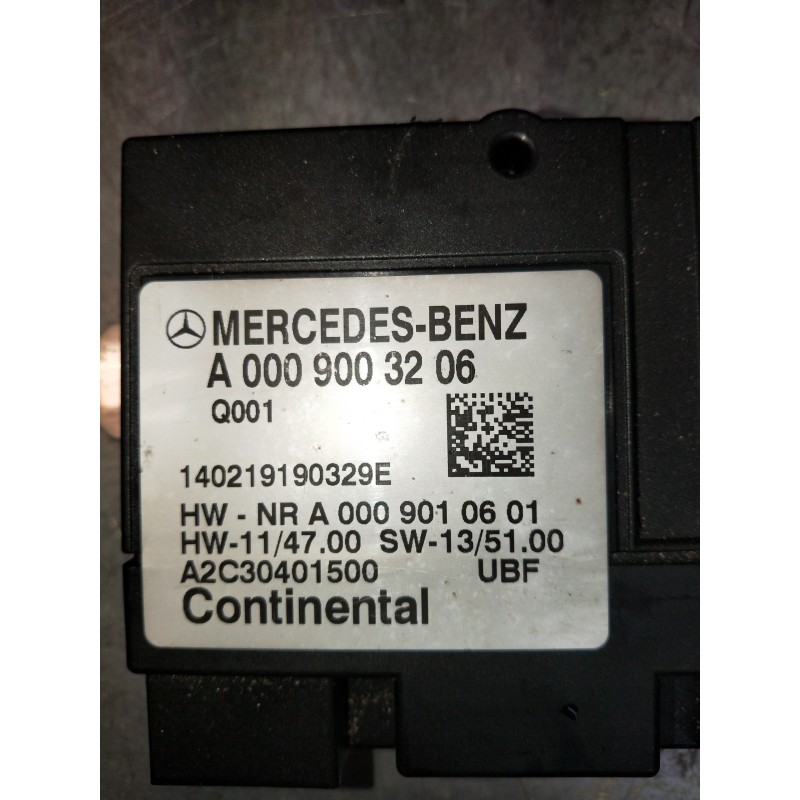 MERCEDES-BENZ
A 000 900 32 06
Q001
140219190329E
HW - NR A 000 901 06 01
HW-11/47.00 SW-13/51.00
A2C30401500 UBF
Continental